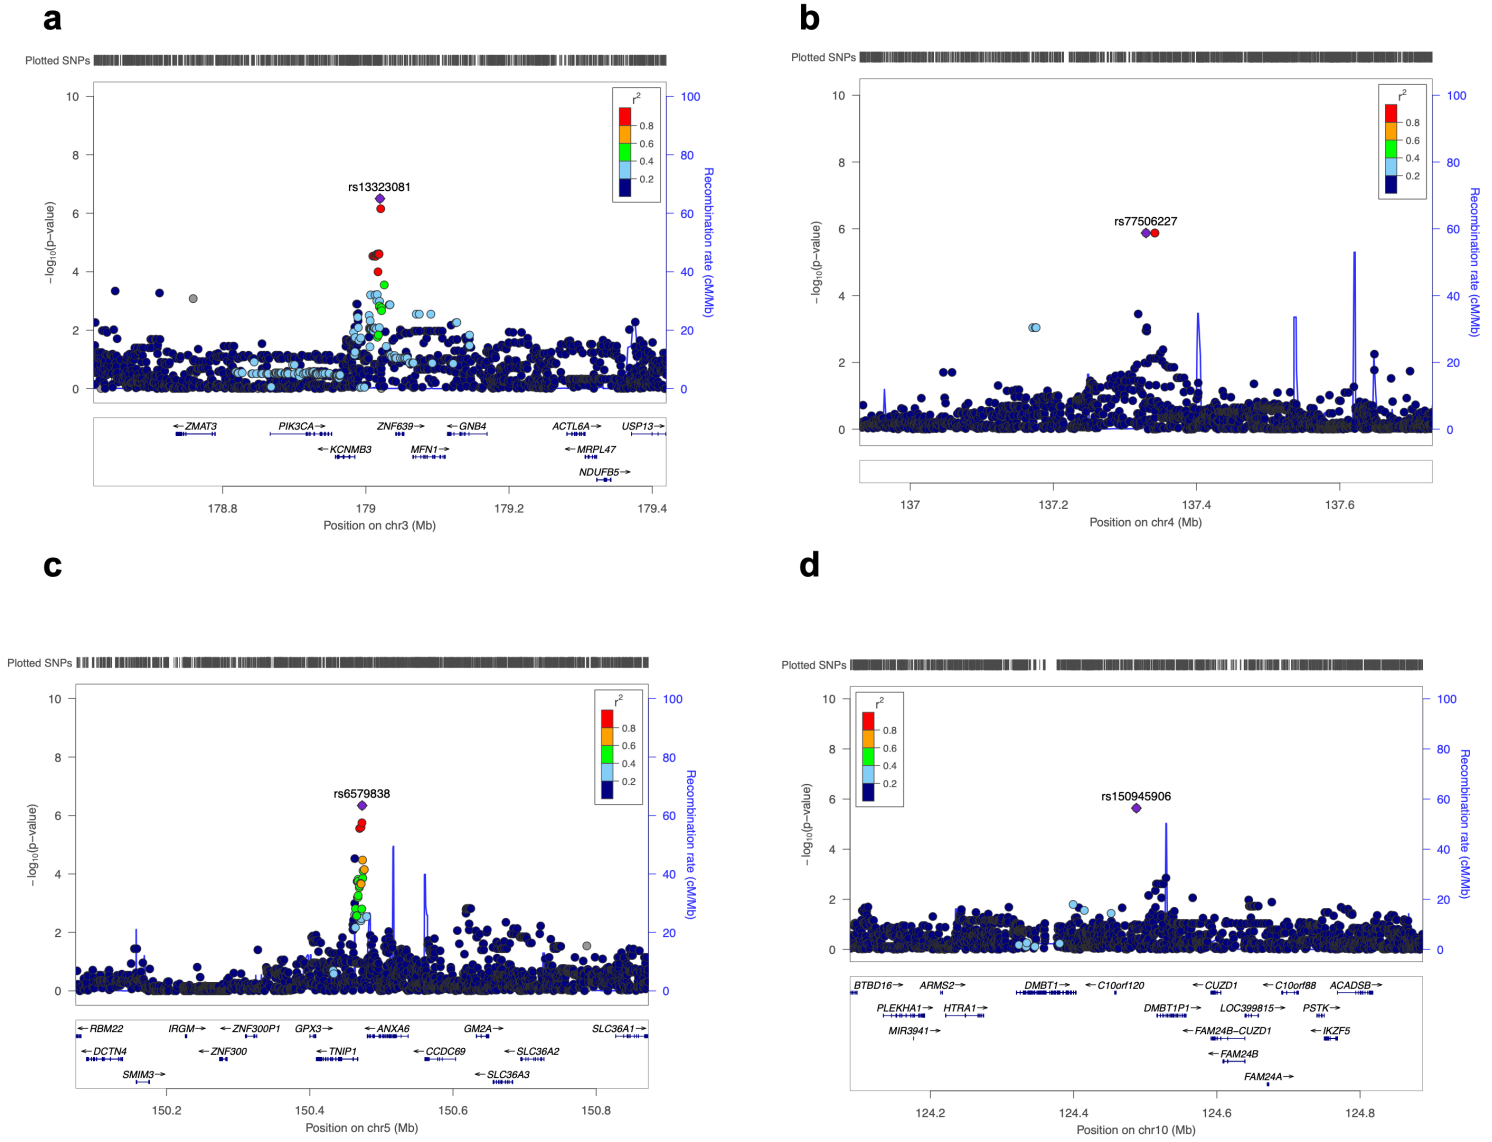 a
Plotted SNPs
10
8
6
4
2
0
−log10(p−value)
100
80
60
40
20
0
Recombination rate (cM/Mb)
r2
0.8
0.6
0.4
0.2
rs13323081
←ZMAT3
PIK3CA→
ZNF639→
←GNB4
ACTL6A→
USP13→
←KCNMB3
MFN1→
←MRPL47
NDUFB5→
178.8
179
179.2
179.4
Position on chr3 (Mb)
b
Plotted SNPs
10
8
6
4
2
0
−log10(p−value)
100
80
60
40
20
0
Recombination rate (cM/Mb)
r2
0.8
0.6
0.4
0.2
rs77506227
137
137.2
137.4
137.6
Position on chr4 (Mb)
c
Plotted SNPs
10
8
6
4
2
0
−log10(p−value)
100
80
60
40
20
0
Recombination rate (cM/Mb)
r2
0.8
0.6
0.4
0.2
rs6579838
←RBM22
IRGM→
←ZNF300P1
GPX3→
←ANXA6
GM2A→
SLC36A1→
←DCTN4
←ZNF300
←TNIP1
←CCDC69
←SLC36A2
SMIM3→
←SLC36A3
150.2
150.4
150.6
150.8
Position on chr5 (Mb)
d
Plotted SNPs
10
8
6
4
2
0
−log10(p−value)
100
80
60
40
20
0
Recombination rate (cM/Mb)
r2
0.8
0.6
0.4
0.2
rs150945906
BTBD16→
ARMS2→
DMBT1→
←C10orf120
←CUZD1
←C10orf88
ACADSB→
PLEKHA1→
HTRA1→
DMBT1P1→
LOC399815→
PSTK→
MIR3941→
←FAM24B−CUZD1
←IKZF5
←FAM24B
FAM24A→
124.2
124.4
124.6
124.8
Position on chr10 (Mb)